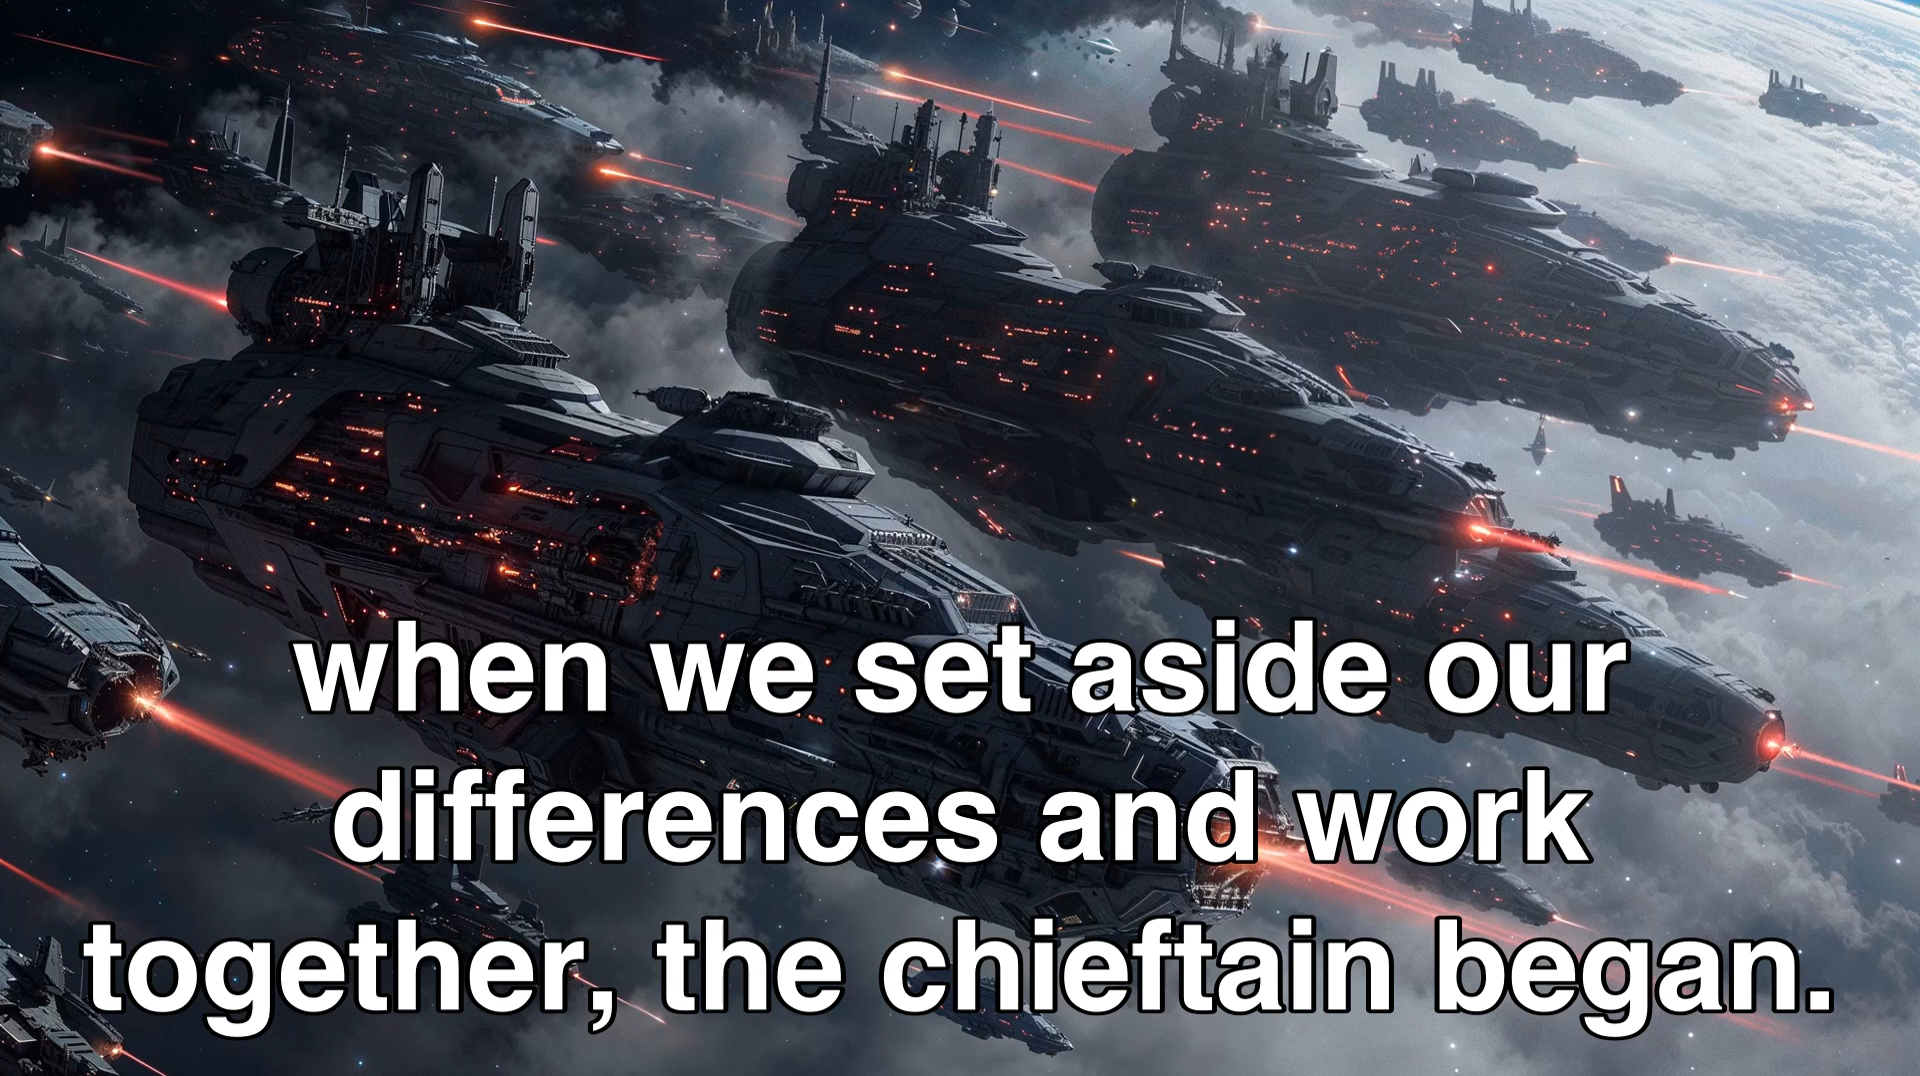 when we set aside our
differences and work
together, the chieftain began.